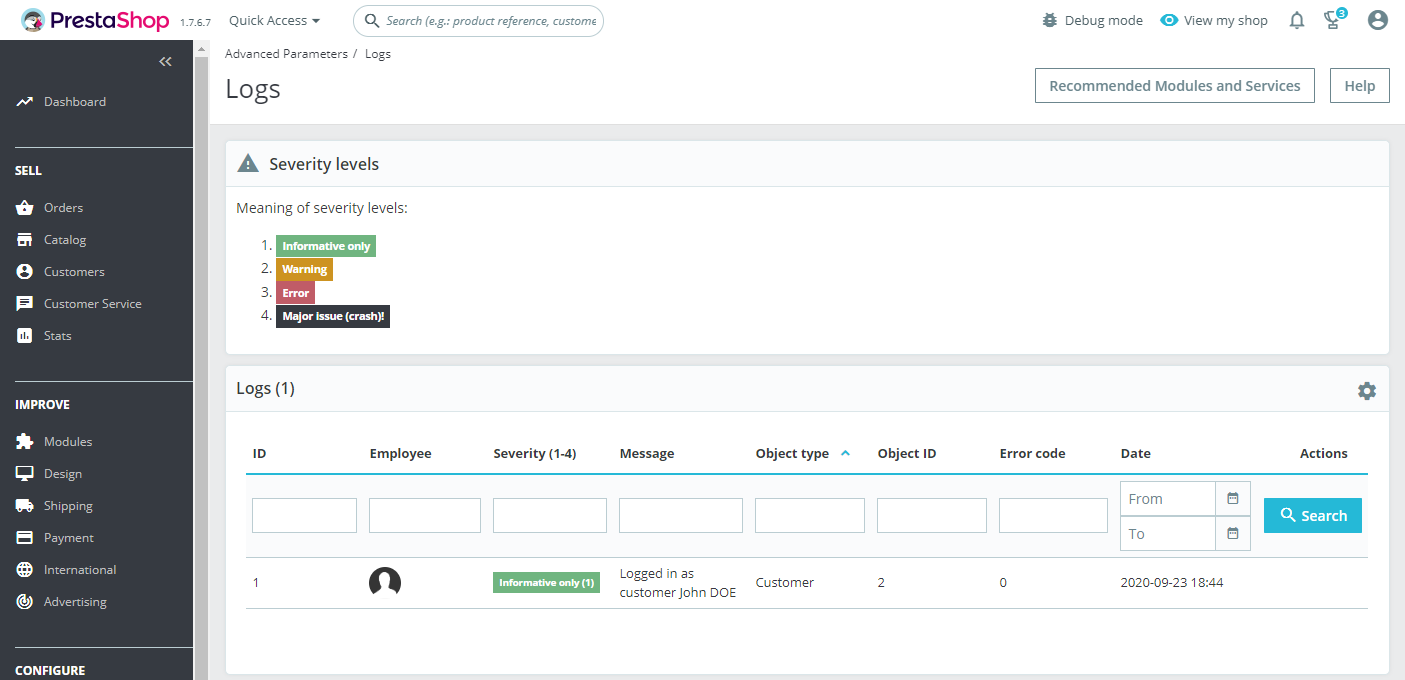 PrestaShop 1.7.6.7 Quick Access Search (e.g.: product reference, custome Debug mode View my shop 3
Advanced Parameters / Logs
Logs
Recommended Modules and Services Help
Dashboard
SELL
Orders
Catalog
Customers
Customer Service
Stats
IMPROVE
Modules
Design
Shipping
Payment
International
Advertising
CONFIGURE
Severity levels
Meaning of severity levels:
1. Informative only
2. Warning
3. Error
4. Major issue (crash)!
Logs (1)
ID Employee Severity (1-4) Message Object type Object ID Error code Date Actions
From
To
Search
1 Informative only (1) Logged in as
customer John DOE Customer 2 0 2020-09-23 18:44